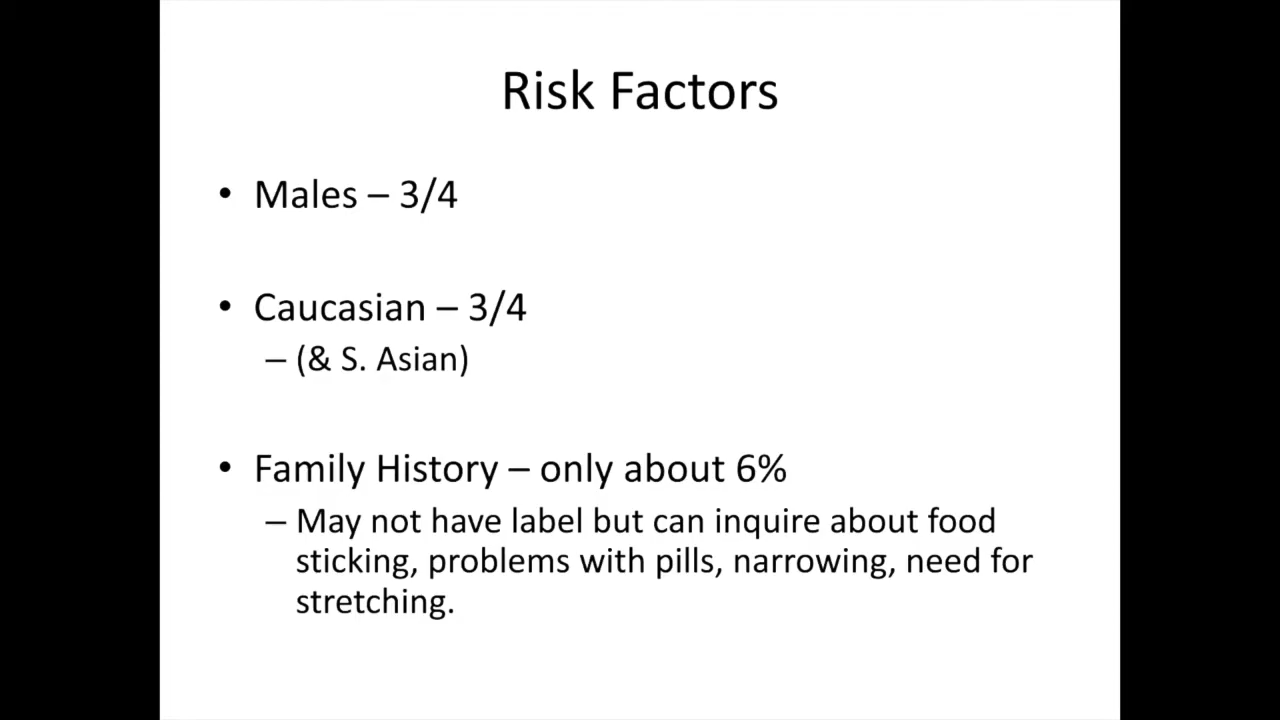 Risk Factors
• Males – 3/4
• Caucasian – 3/4
– (& S. Asian)
• Family History – only about 6%
– May not have label but can inquire about food
sticking, problems with pills, narrowing, need for
stretching.